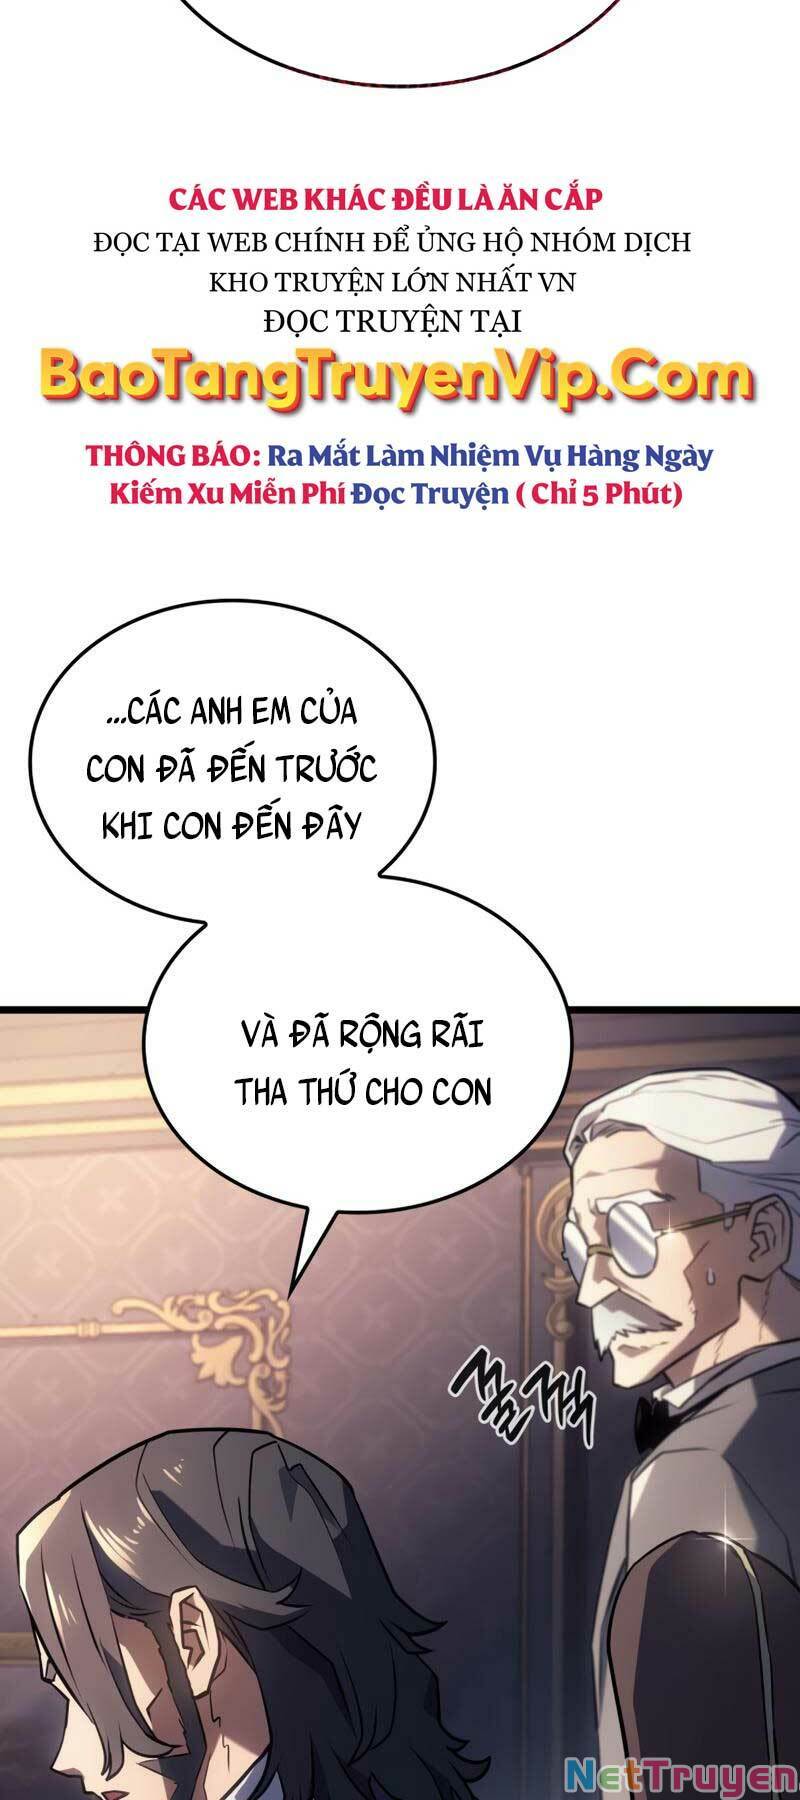 CÁC WEB KHÁC ĐỀU LÀ ĂN CẮP
ĐỌC TẠI WEB CHÍNH ĐỂ ỦNG HỘ NHÓM DỊCH
KHO TRUYỆN LỚN NHẤT VN
ĐỌC TRUYỆN TẠI
BaoTangTruyenVip.Com
THÔNG BÁO: Ra Mắt Làm Nhiệm Vụ Hàng Ngày
Kiếm Xu Miễn Phí Đọc Truyện ( Chỉ 5 Phút)
...CÁC ANH EM CỦA
CON ĐÃ ĐẾN TRƯỚC
KHI CON ĐẾN ĐÂY
VÀ ĐÃ RỘNG RÃI
THA THỨ CHO CON
슬쩍
NetTruyen